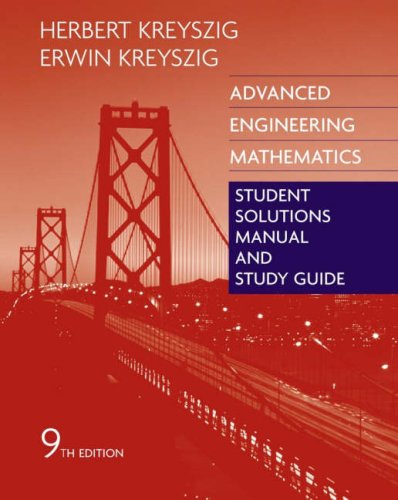 HERBERT KREYSZIG
ERWIN KREYSZIG
ADVANCED
ENGINEERING
MATHEMATICS
STUDENT
SOLUTIONS
MANUAL
AND
STUDY GUIDE
9TH EDITION